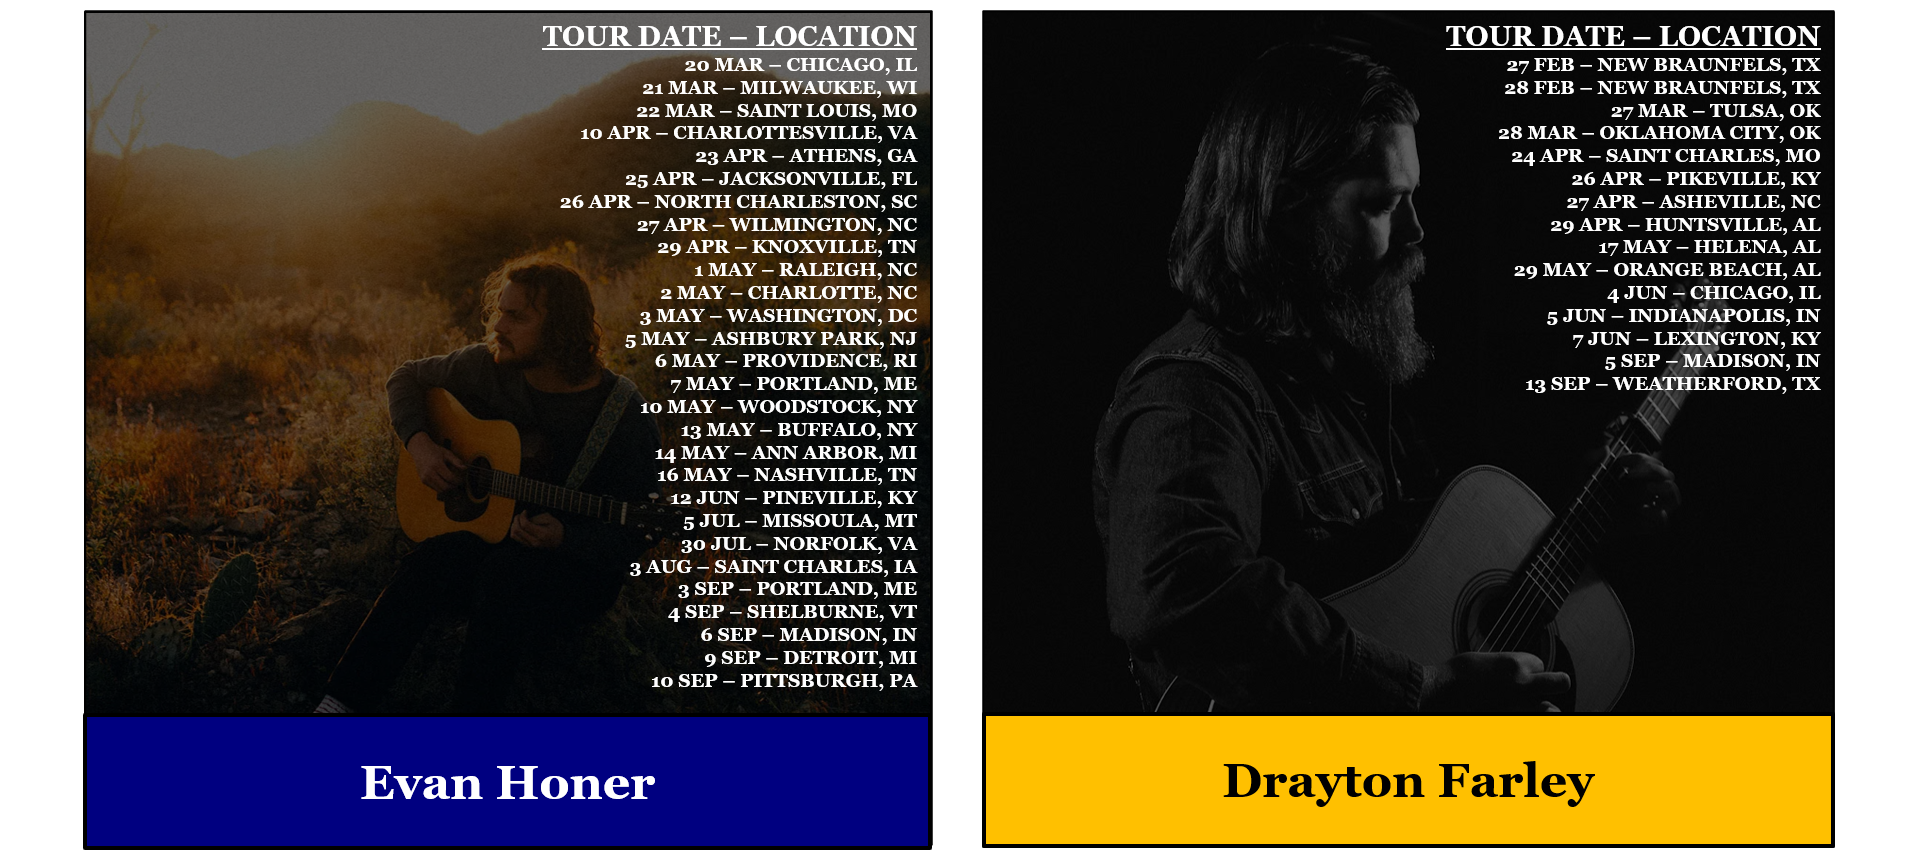 TOUR DATE – LOCATION
20 MAR – CHICAGO, IL
21 MAR – MILWAUKEE, WI
22 MAR – SAINT LOUIS, MO
10 APR – CHARLOTTESVILLE, VA
23 APR – ATHENS, GA
25 APR – JACKSONVILLE, FL
26 APR – NORTH CHARLESTON, SC
27 APR – WILMINGTON, NC
29 APR – KNOXVILLE, TN
1 MAY – RALEIGH, NC
2 MAY – CHARLOTTE, NC
3 MAY – WASHINGTON, DC
5 MAY – ASHBURY PARK, NJ
6 MAY – PROVIDENCE, RI
7 MAY – PORTLAND, ME
10 MAY – WOODSTOCK, NY
13 MAY – BUFFALO, NY
14 MAY – ANN ARBOR, MI
16 MAY – NASHVILLE, TN
12 JUN – PINEVILLE, KY
5 JUL – MISSOULA, MT
30 JUL – NORFOLK, VA
3 AUG – SAINT CHARLES, IA
3 SEP – PORTLAND, ME
4 SEP – SHELBURNE, VT
6 SEP – MADISON, IN
9 SEP – DETROIT, MI
10 SEP – PITTSBURGH, PA
Evan Honer
TOUR DATE – LOCATION
27 FEB – NEW BRAUNFELS, TX
28 FEB – NEW BRAUNFELS, TX
27 MAR – TULSA, OK
28 MAR – OKLAHOMA CITY, OK
24 APR – SAINT CHARLES, MO
26 APR – PIKEVILLE, KY
27 APR – ASHEVILLE, NC
29 APR – HUNTSVILLE, AL
17 MAY – HELENA, AL
29 MAY – ORANGE BEACH, AL
4 JUN – CHICAGO, IL
5 JUN – INDIANAPOLIS, IN
7 JUN – LEXINGTON, KY
5 SEP – MADISON, IN
13 SEP – WEATHERFORD, TX
Drayton Farley